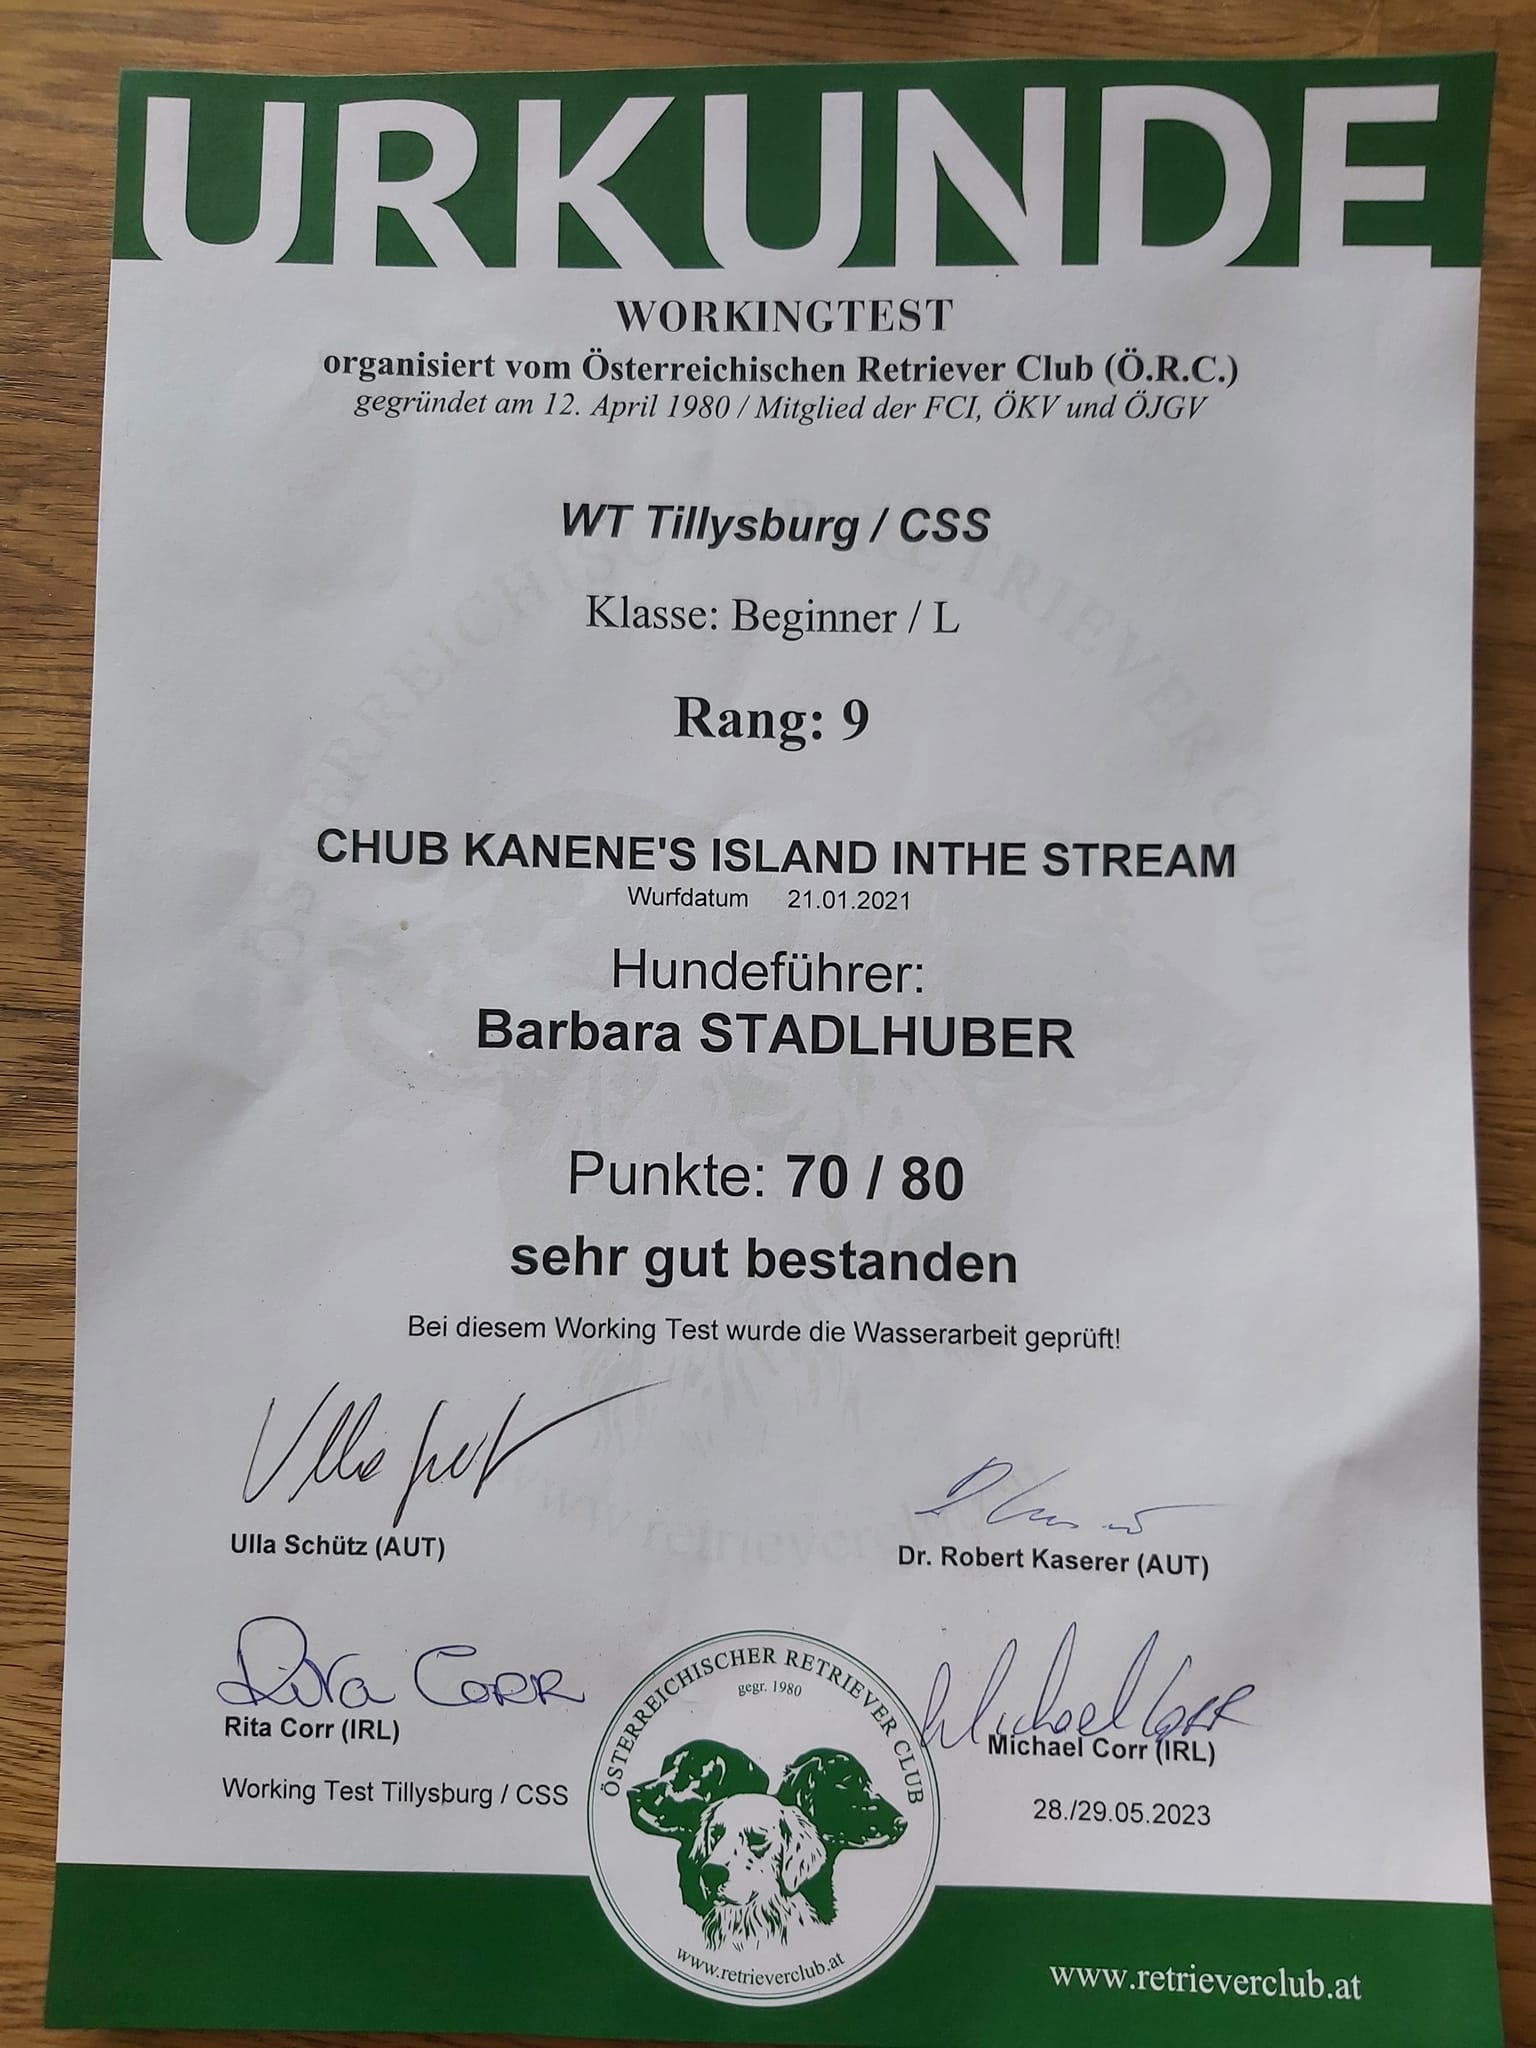 URKUNDE
WORKINGTEST
organisiert vom Österreichischen Retriever Club (Ö.R.C.)
gegründet am 12. April 1980 / Mitglied der FCI, ÖKV und ÖJGV
WT Tillysburg / CSS
Klasse: Beginner / L
Rang: 9
CHUB KANENE'S ISLAND INTHE STREAM
Wurfdatum 21.01.2021
Hundeführer:
Barbara STADLHUBER
Punkte: 70 / 80
sehr gut bestanden
Bei diesem Working Test wurde die Wasserarbeit geprüft!
Ulla Schütz (AUT)
Dr. Robert Kaserer (AUT)
Rita Corr
Michael Corr
Rita Corr (IRL)
Michael Corr (IRL)
Working Test Tillysburg / CSS
28./29.05.2023
ÖSTERREICHISCHER RETRIEVER CLUB
gegr. 1980
www.retrieverclub.at
www.retrieverclub.at